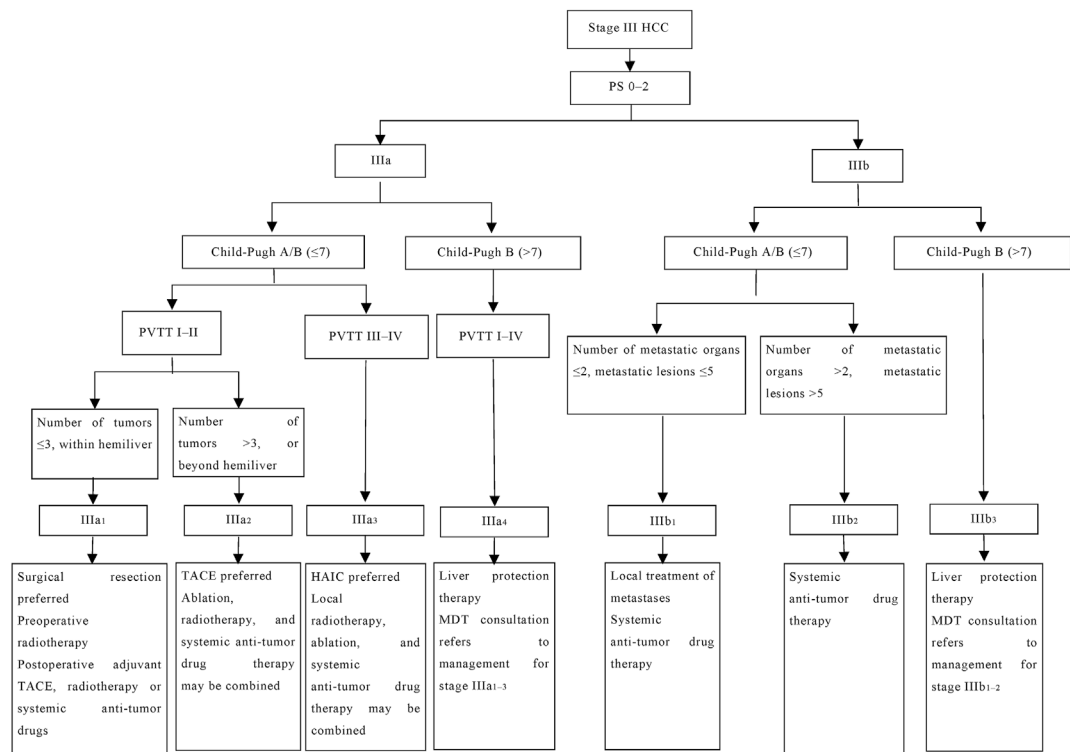 Stage III HCC
PS 0–2
IIIa
IIIb
Child-Pugh A/B (≤7)
Child-Pugh B (>7)
Child-Pugh A/B (≤7)
Child-Pugh B (>7)
PVTT I–II
PVTT III–IV
PVTT I–IV
Number of metastatic organs
≤2, metastatic lesions ≤5
Number of metastatic
organs >2, metastatic
lesions >5
Number of tumors
≤3, within hemiliver
Number of
tumors >3, or
beyond hemiliver
IIIa1
IIIa2
IIIa3
IIIa4
IIIb1
IIIb2
IIIb3
Surgical resection
preferred
Preoperative
radiotherapy
Postoperative adjuvant
TACE, radiotherapy or
systemic anti-tumor
drugs
TACE preferred
Ablation,
radiotherapy, and
systemic anti-tumor
drug therapy
may be combined
HAIC preferred
Local
radiotherapy,
ablation, and
systemic
anti-tumor drug
therapy may be
combined
Liver protection
therapy
MDT consultation
refers to
management for
stage IIIa1–3
Local treatment of
metastases
Systemic
anti-tumor drug
therapy
Systemic
anti-tumor drug
therapy
Liver protection
therapy
MDT consultation
refers to
management for
stage IIIb1–2